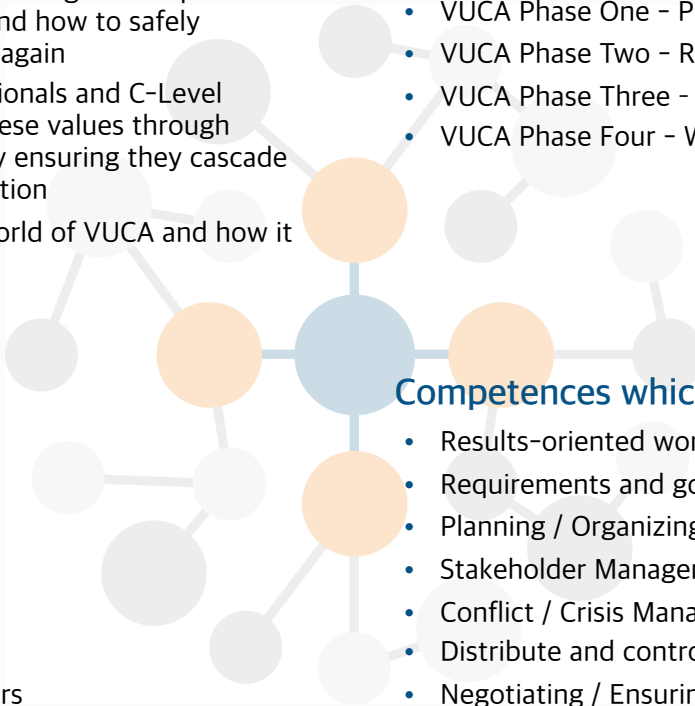 nd how to safely
again
ionals and C-Level
ese values through
y ensuring they cascade
tion
orld of VUCA and how it
rs
• VUCA Phase One - P
• VUCA Phase Two - R
• VUCA Phase Three -
• VUCA Phase Four - W
Competences whic
• Results-oriented wor
• Requirements and go
• Planning / Organizing
• Stakeholder Manager
• Conflict / Crisis Mana
• Distribute and contro
• Negotiating / Ensurin